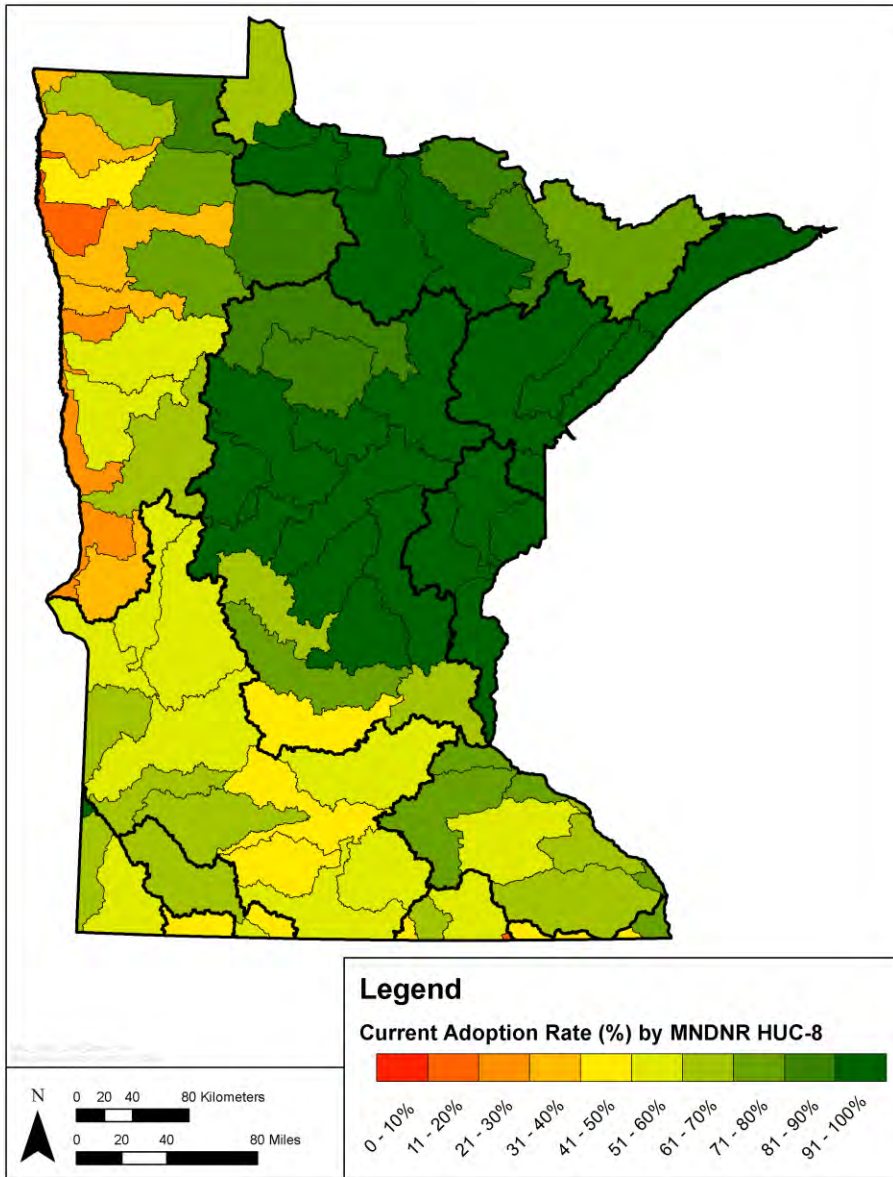 Legend
Current Adoption Rate (%) by MNDNR HUC-8
0 - 10%
11 - 20%
21 - 30%
31 - 40%
41 - 50%
51 - 60%
61 - 70%
71 - 80%
81 - 90%
91 - 100%
N
0 20 40 80 Kilometers
0 20 40 80 Miles